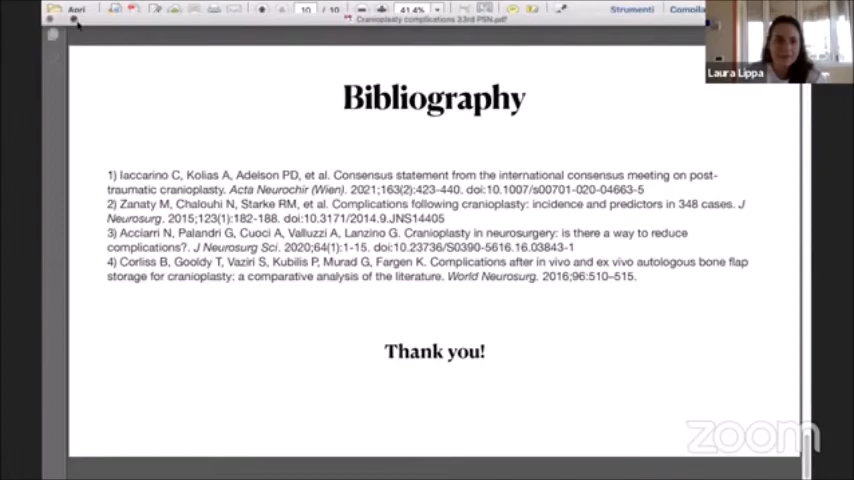 Apri
10 / 10
41.4%
Strumenti
Compila
Cranioplasty complications 33rd PSN.pdf
Laura Lippa
Bibliography
1) Iaccarino C, Kolias A, Adelson PD, et al. Consensus statement from the international consensus meeting on post-
traumatic cranioplasty. Acta Neurochir (Wien). 2021;163(2):423-440. doi:10.1007/s00701-020-04663-5
2) Zanaty M, Chalouhi N, Starke RM, et al. Complications following cranioplasty: incidence and predictors in 348 cases. J
Neurosurg. 2015;123(1):182-188. doi:10.3171/2014.9.JNS14405
3) Acciarri N, Palandri G, Cuoci A, Valluzzi A, Lanzino G. Cranioplasty in neurosurgery: is there a way to reduce
complications?. J Neurosurg Sci. 2020;64(1):1-15. doi:10.23736/S0390-5616.16.03843-1
4) Corliss B, Gooldy T, Vaziri S, Kubilis P, Murad G, Fargen K. Complications after in vivo and ex vivo autologous bone flap
storage for cranioplasty: a comparative analysis of the literature. World Neurosurg. 2016;96:510–515.
Thank you!
zoom